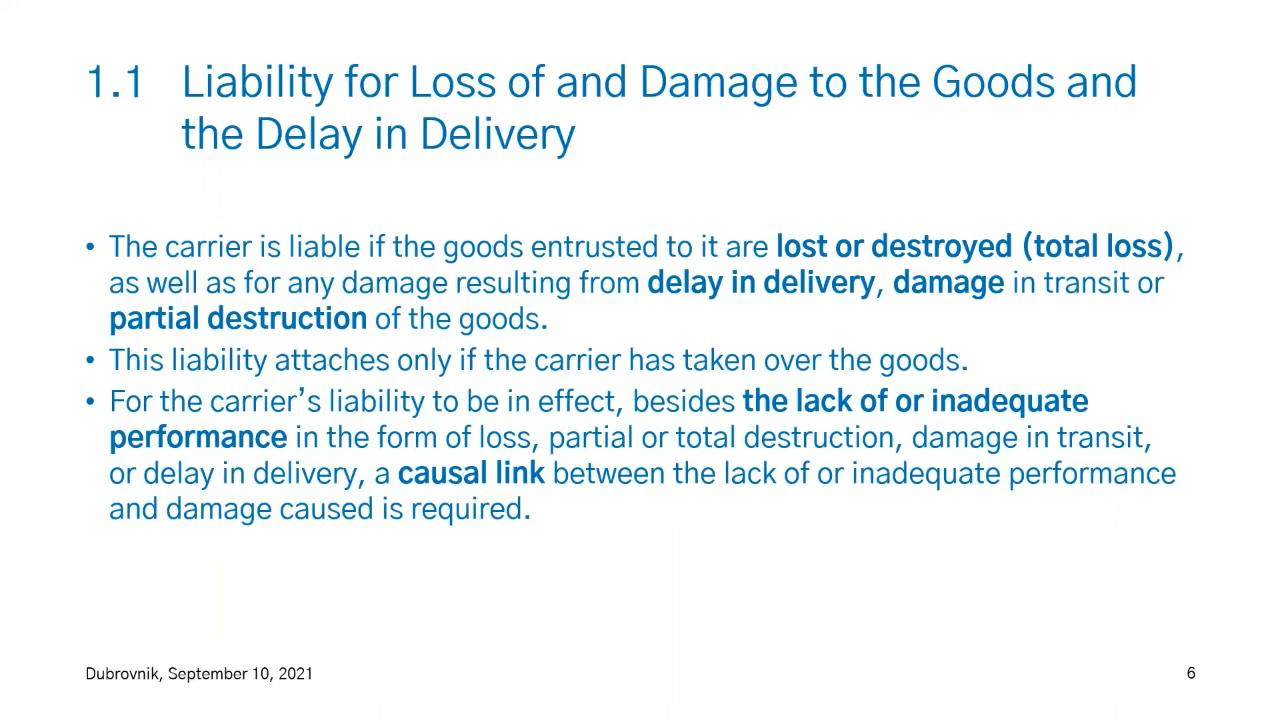 1.1 Liability for Loss of and Damage to the Goods and
the Delay in Delivery
• The carrier is liable if the goods entrusted to it are lost or destroyed (total loss),
as well as for any damage resulting from delay in delivery, damage in transit or
partial destruction of the goods.
• This liability attaches only if the carrier has taken over the goods.
• For the carrier’s liability to be in effect, besides the lack of or inadequate
performance in the form of loss, partial or total destruction, damage in transit,
or delay in delivery, a causal link between the lack of or inadequate performance
and damage caused is required.
Dubrovnik, September 10, 2021
6